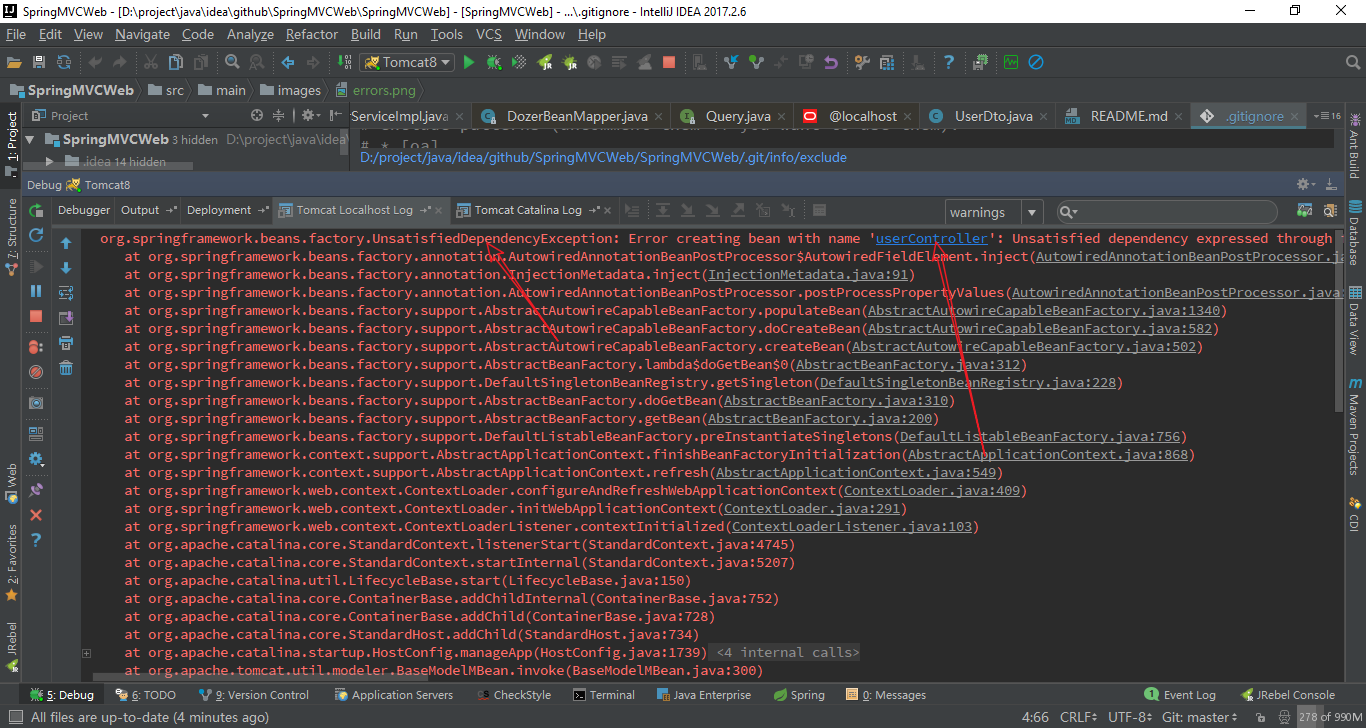 SpringMVCWeb - [D:\project\java\idea\github\SpringMVCWeb\SpringMVCWeb] - [SpringMVCWeb] - ...\.gitignore - IntelliJ IDEA 2017.2.6
File Edit View Navigate Code Analyze Refactor Build Run Tools VCS Window Help
Tomcat8
SpringMVCWeb src main images errors.png
1: Project
Project
ServiceImpl.java DozerBeanMapper.java Query.java @localhost UserDto.java README.md .gitignore 16
SpringMVCWeb 3 hidden D:\project\java\idea
.idea 14 hidden
# * [oa]
D:/project/java/idea/github/SpringMVCWeb/SpringMVCWeb/.git/info/exclude
Debug Tomcat8
Debugger Output Deployment Tomcat Localhost Log Tomcat Catalina Log warnings
org.springframework.beans.factory.UnsatisfiedDependencyException: Error creating bean with name 'userController': Unsatisfied dependency expressed through
at org.springframework.beans.factory.annotation.AutowiredAnnotationBeanPostProcessor$AutowiredFieldElement.inject(AutowiredAnnotationBeanPostProcessor.ja
at org.springframework.beans.factory.annotation.InjectionMetadata.inject(InjectionMetadata.java:91)
at org.springframework.beans.factory.annotation.AutowiredAnnotationBeanPostProcessor.postProcessPropertyValues(AutowiredAnnotationBeanPostProcessor.java
at org.springframework.beans.factory.support.AbstractAutowireCapableBeanFactory.populateBean(AbstractAutowireCapableBeanFactory.java:1340)
at org.springframework.beans.factory.support.AbstractAutowireCapableBeanFactory.doCreateBean(AbstractAutowireCapableBeanFactory.java:582)
at org.springframework.beans.factory.support.AbstractAutowireCapableBeanFactory.createBean(AbstractAutowireCapableBeanFactory.java:502)
at org.springframework.beans.factory.support.AbstractBeanFactory.lambda$doGetBean$0(AbstractBeanFactory.java:312)
at org.springframework.beans.factory.support.DefaultSingletonBeanRegistry.getSingleton(DefaultSingletonBeanRegistry.java:228)
at org.springframework.beans.factory.support.AbstractBeanFactory.doGetBean(AbstractBeanFactory.java:310)
at org.springframework.beans.factory.support.AbstractBeanFactory.getBean(AbstractBeanFactory.java:200)
at org.springframework.beans.factory.support.DefaultListableBeanFactory.preInstantiateSingletons(DefaultListableBeanFactory.java:756)
at org.springframework.context.support.AbstractApplicationContext.finishBeanFactoryInitialization(AbstractApplicationContext.java:868)
at org.springframework.context.support.AbstractApplicationContext.refresh(AbstractApplicationContext.java:549)
at org.springframework.web.context.ContextLoader.configureAndRefreshWebApplicationContext(ContextLoader.java:409)
at org.springframework.web.context.ContextLoader.initWebApplicationContext(ContextLoader.java:291)
at org.springframework.web.context.ContextLoaderListener.contextInitialized(ContextLoaderListener.java:103)
at org.apache.catalina.core.StandardContext.listenerStart(StandardContext.java:4745)
at org.apache.catalina.core.StandardContext.startInternal(StandardContext.java:5207)
at org.apache.catalina.util.LifecycleBase.start(LifecycleBase.java:150)
at org.apache.catalina.core.ContainerBase.addChildInternal(ContainerBase.java:752)
at org.apache.catalina.core.ContainerBase.addChild(ContainerBase.java:728)
at org.apache.catalina.core.StandardHost.addChild(StandardHost.java:734)
at org.apache.catalina.startup.HostConfig.manageApp(HostConfig.java:1739) <4 internal calls>
at org.apache.tomcat.util.modeler.BaseModelMBean.invoke(BaseModelMBean.java:300)
7: Structure
Web
2: Favorites
JRebel
Ant Build
Database
Data View
Maven Projects
CDI
5: Debug 6: TODO 9: Version Control Application Servers CheckStyle Terminal Java Enterprise Spring 0: Messages 1 Event Log JRebel Console
All files are up-to-date (4 minutes ago) 4:66 CRLF UTF-8 Git: master 278 of 990M